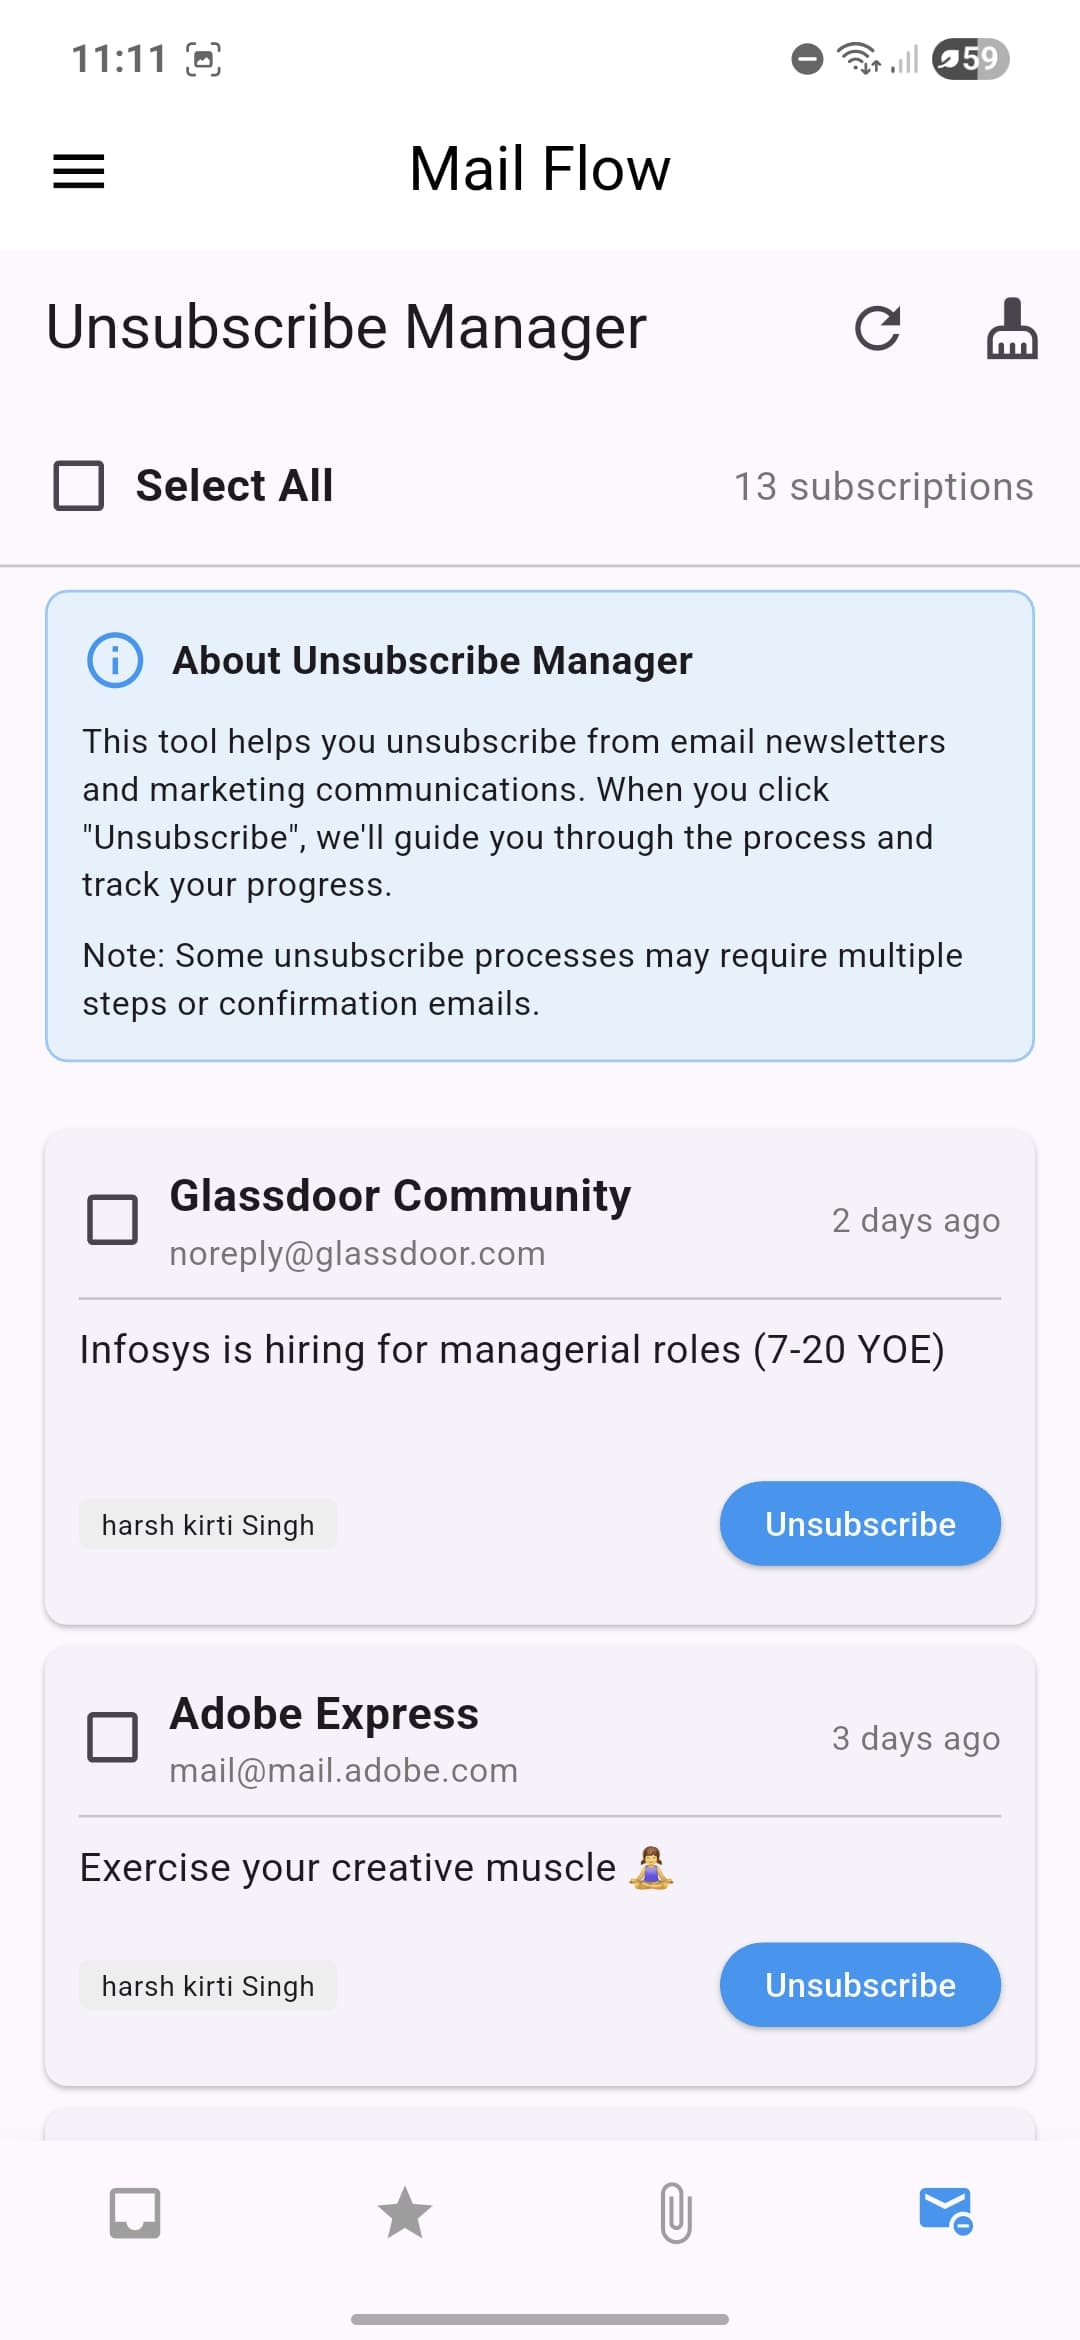 11:11
59
Mail Flow
Unsubscribe Manager
Select All
13 subscriptions
About Unsubscribe Manager
This tool helps you unsubscribe from email newsletters
and marketing communications. When you click
"Unsubscribe", we'll guide you through the process and
track your progress.
Note: Some unsubscribe processes may require multiple
steps or confirmation emails.
Glassdoor Community
2 days ago
noreply@glassdoor.com
Infosys is hiring for managerial roles (7-20 YOE)
harsh kirti Singh
Unsubscribe
Adobe Express
3 days ago
mail@mail.adobe.com
Exercise your creative muscle 🧘‍♀️
harsh kirti Singh
Unsubscribe